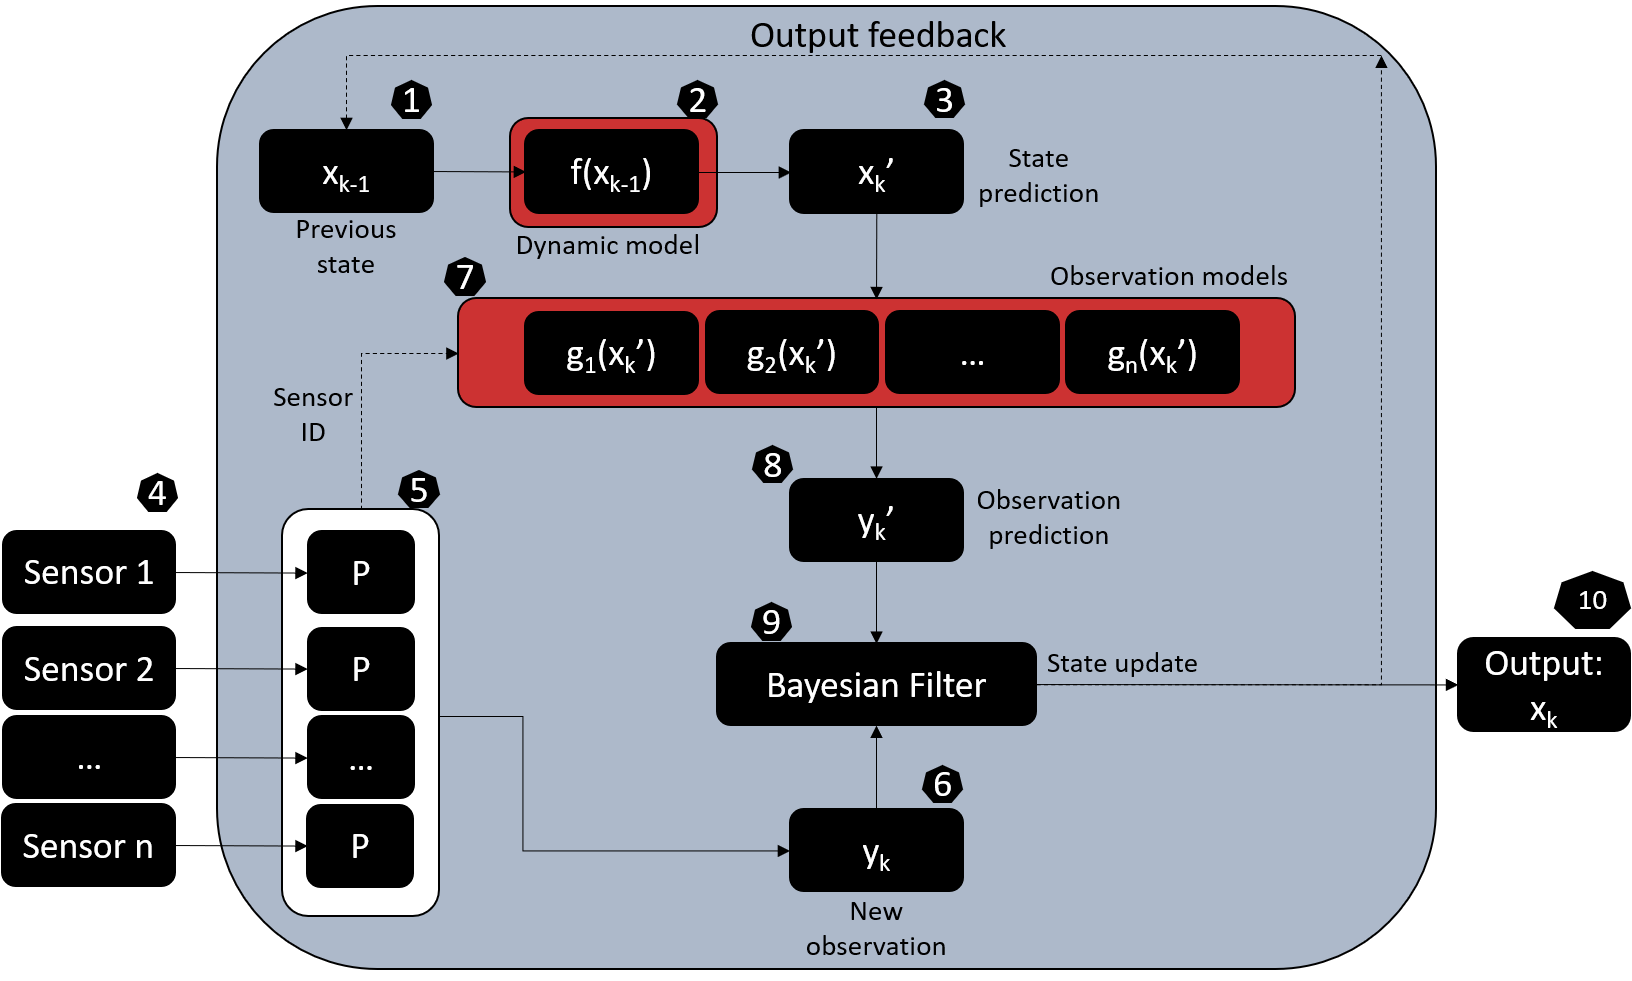 Output feedback
1
2
3
x_{k-1}
f(x_{k-1})
x_k’
State
prediction
Previous
state
Dynamic model
7
Observation models
g_1(x_k’)
g_2(x_k’)
...
g_n(x_k’)
Sensor
ID
4
5
8
y_k’
Observation
prediction
Sensor 1
P
Sensor 2
P
...
...
Sensor n
P
9
Bayesian Filter
State update
10
Output:
x_k
6
y_k
New
observation